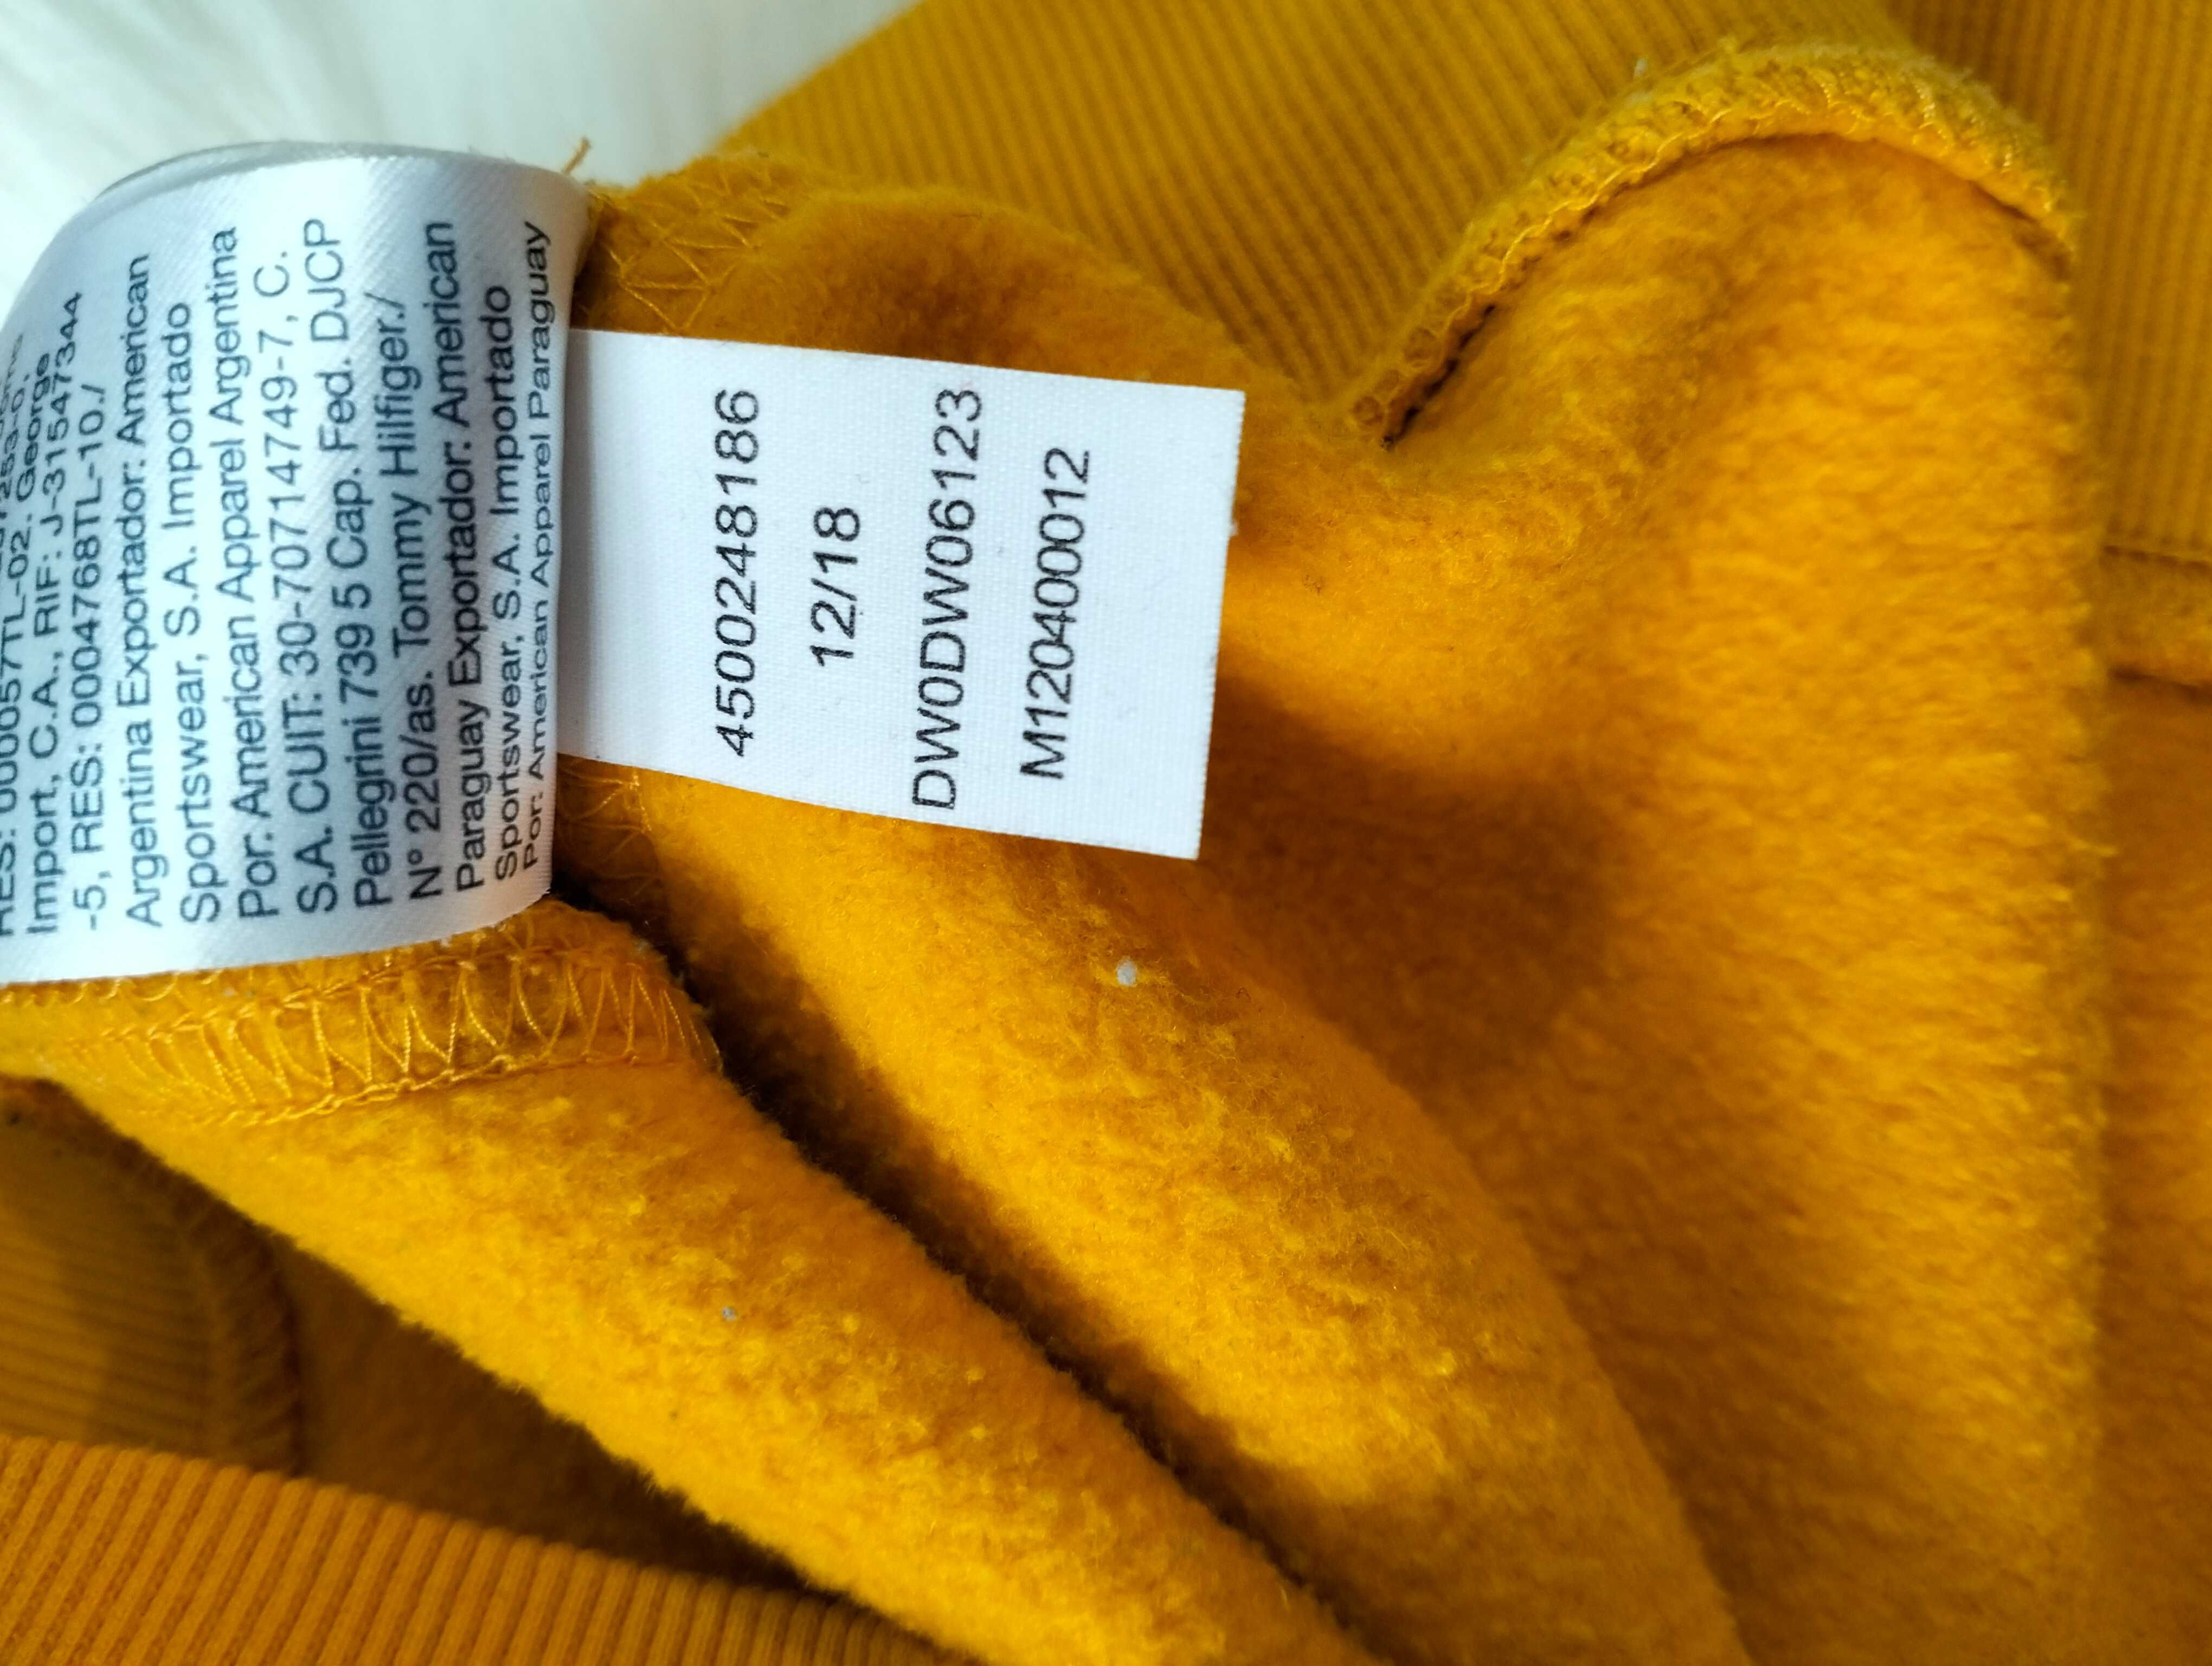 Import, C.A., RIF: J-31547344
-5, RES: 0004768TL-10./
Argentina Exportador: American
Sportswear, S.A. Importado
Por: American Apparel Argentina
S.A. CUIT: 30-70714749-7, C.
Pellegrini 739 5 Cap. Fed. DJCP
N° 220/as. Tommy Hilfiger./
Paraguay Exportador: American
Sportswear, S.A. Importado
Por: American Apparel Paraguay
4500248186
12/18
DW0DW06123
M120400012